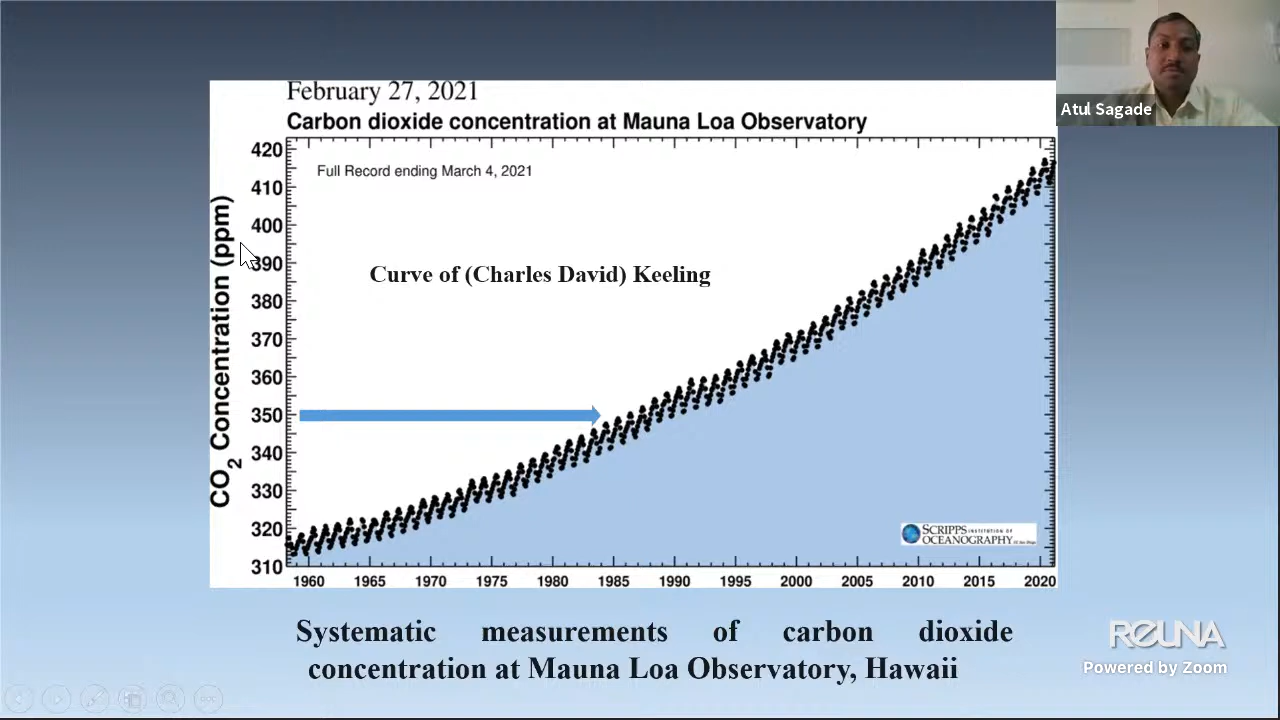 February 27, 2021
Carbon dioxide concentration at Mauna Loa Observatory
Full Record ending March 4, 2021
CO2 Concentration (ppm)
420
410
400
390
380
370
360
350
340
330
320
310
Curve of (Charles David) Keeling
SCRIPPS INSTITUTION OF
OCEANOGRAPHY
1960 1965 1970 1975 1980 1985 1990 1995 2000 2005 2010 2015 2020
Systematic measurements of carbon dioxide
concentration at Mauna Loa Observatory, Hawaii
Atul Sagade
REUNA
Powered by Zoom